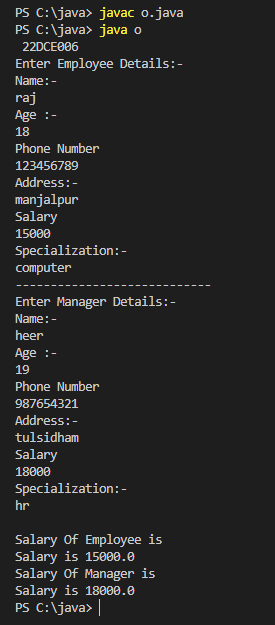 PS C:\java> javac o.java
PS C:\java> java o
22DCE006
Enter Employee Details:-
Name:-
raj
Age :-
18
Phone Number
123456789
Address:-
manjalpur
Salary
15000
Specialization:-
computer
----------------------------
Enter Manager Details:-
Name:-
heer
Age :-
19
Phone Number
987654321
Address:-
tulsidham
Salary
18000
Specialization:-
hr
Salary Of Employee is
Salary is 15000.0
Salary Of Manager is
Salary is 18000.0
PS C:\java>